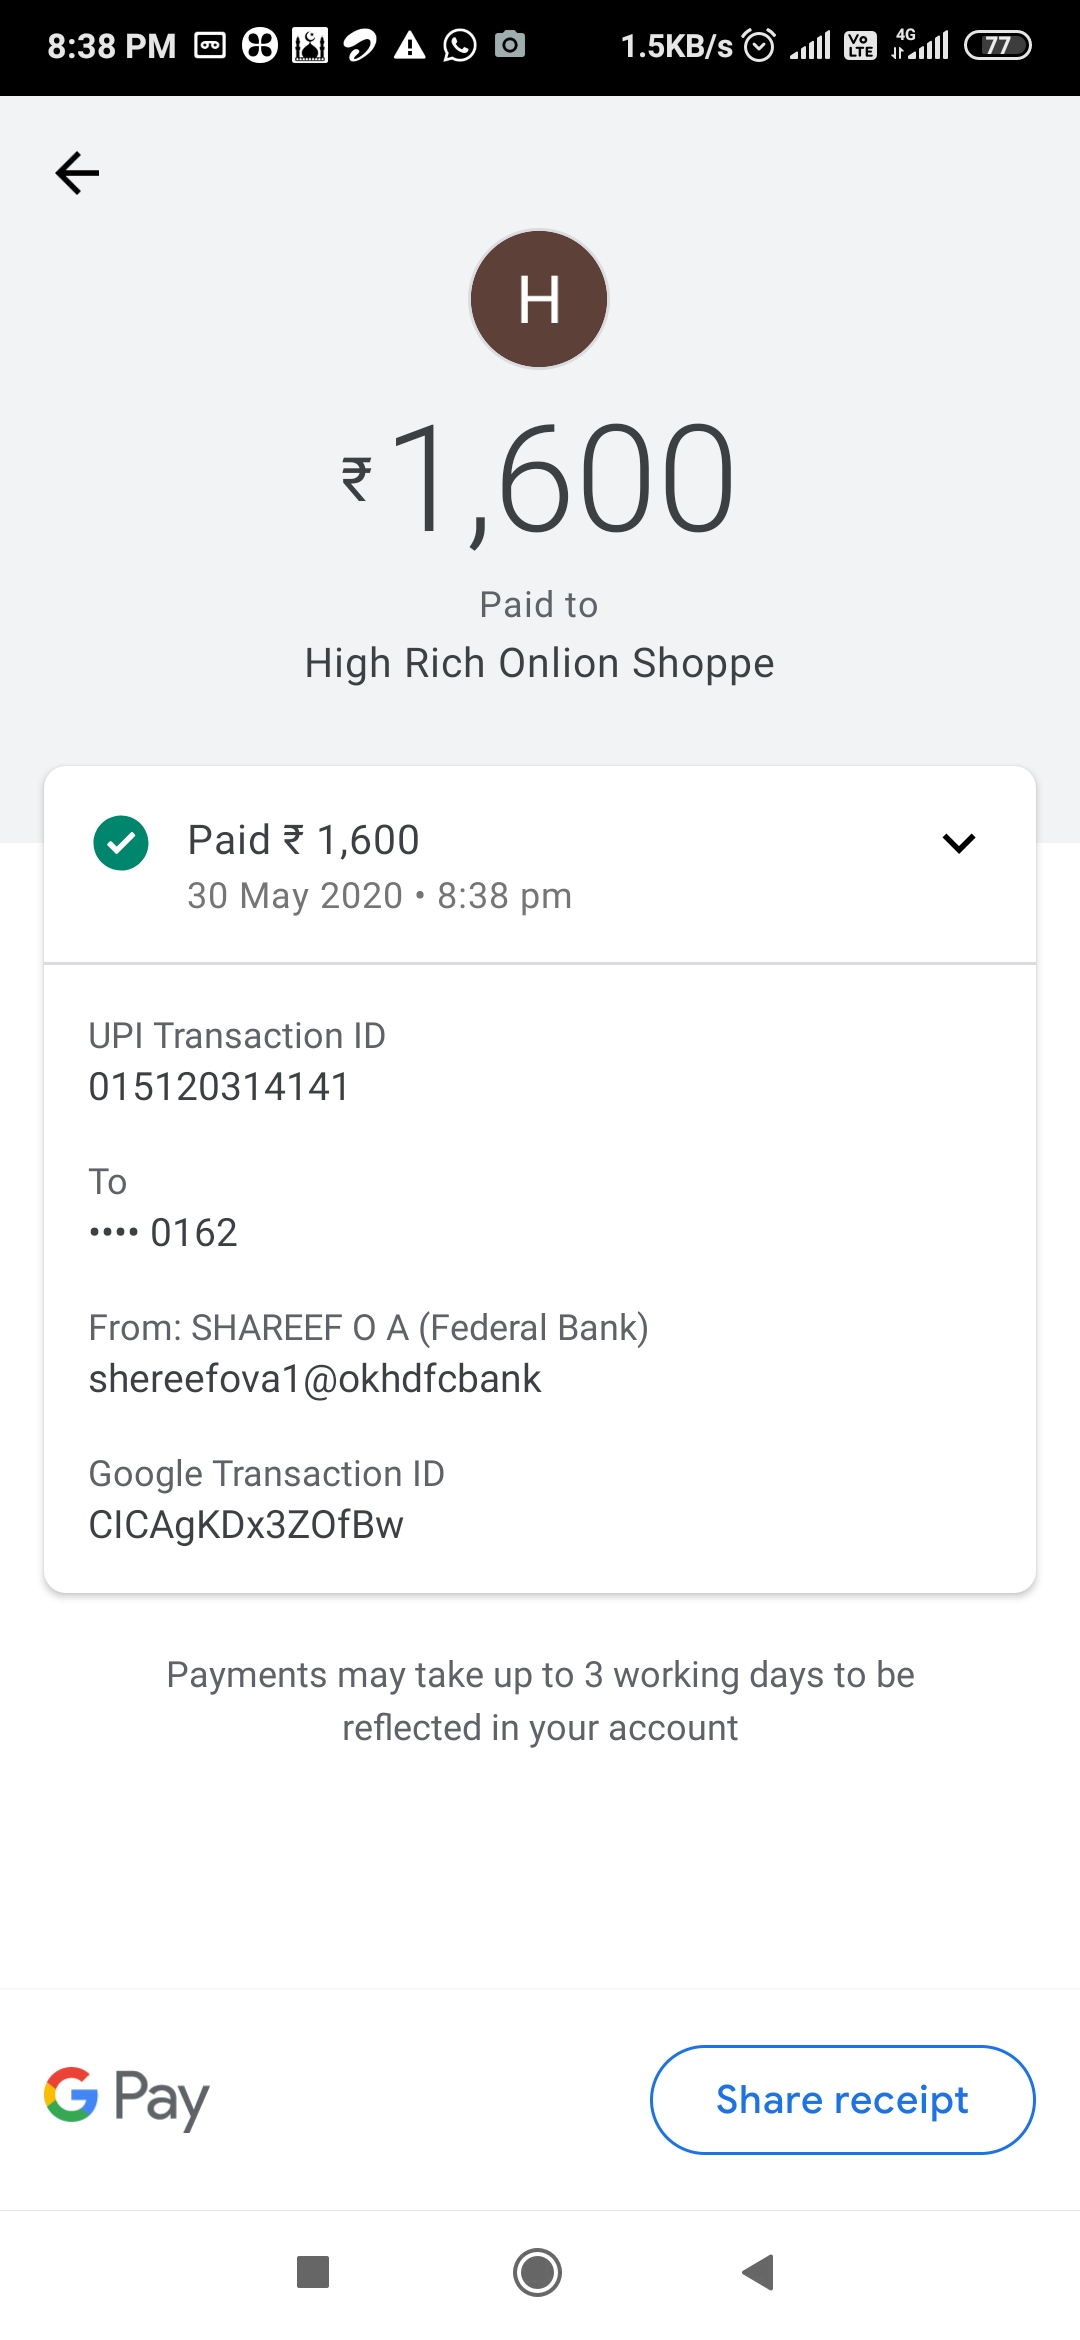 8:38 PM 1.5KB/s Vo LTE 4G 77
H
₹1,600
Paid to
High Rich Onlion Shoppe
Paid ₹ 1,600
30 May 2020 • 8:38 pm
UPI Transaction ID
015120314141
To
•••• 0162
From: SHAREEF O A (Federal Bank)
shereefova1@okhdfcbank
Google Transaction ID
CICAgKDx3ZOfBw
Payments may take up to 3 working days to be
reflected in your account
G Pay
Share receipt